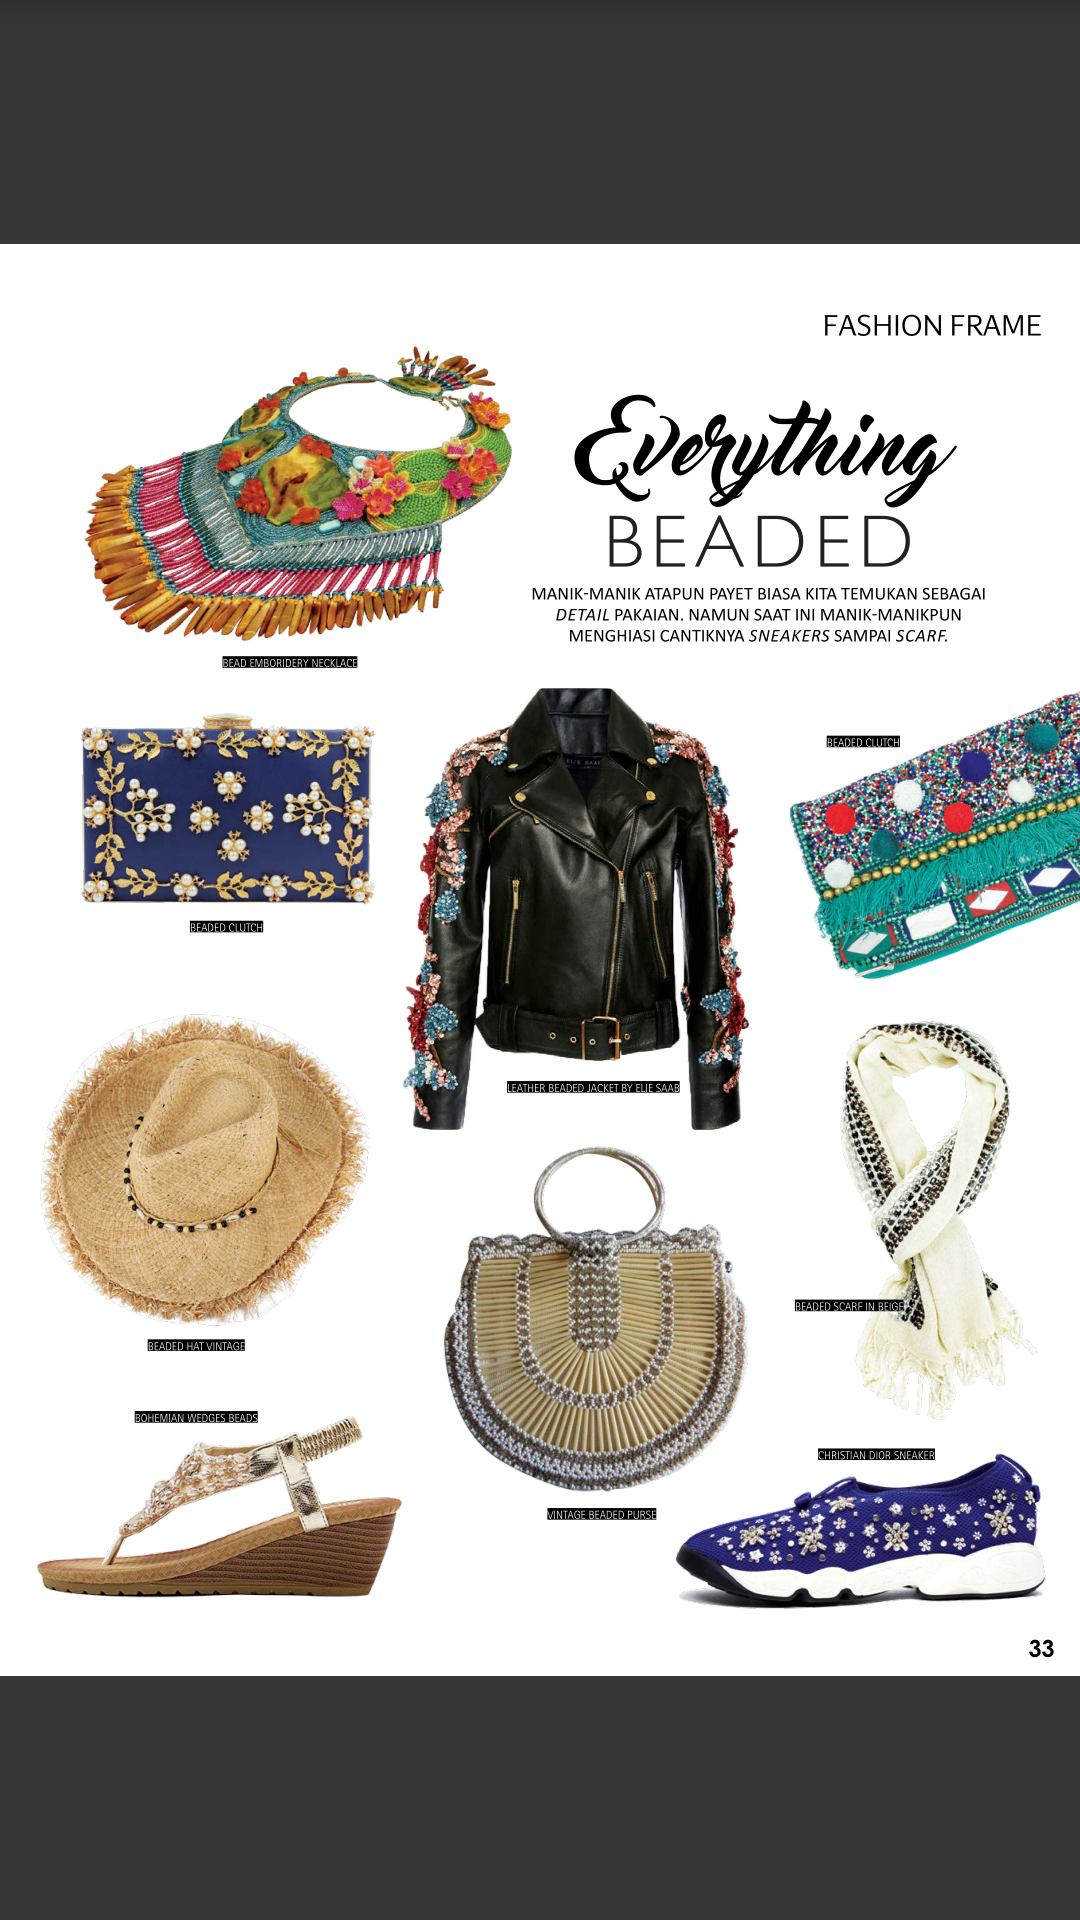 FASHION FRAME
Everything
BEADED
MANIK-MANIK ATAPUN PAYET BIASA KITA TEMUKAN SEBAGAI
DETAIL PAKAIAN. NAMUN SAAT INI MANIK-MANIKPUN
MENGHIASI CANTIKNYA SNEAKERS SAMPAI SCARF.
BEAD EMBORIDERY NECKLACE
BEADED CLUTCH
ELIE SAAB
BEADED CLUTCH
LEATHER BEADED JACKET BY ELIE SAAB
BEADED HAT VINTAGE
BEADED SCARF IN BEIGE
BOHEMIAN WEDGES BEADS
VINTAGE BEADED PURSE
CHRISTIAN DIOR SNEAKER
33